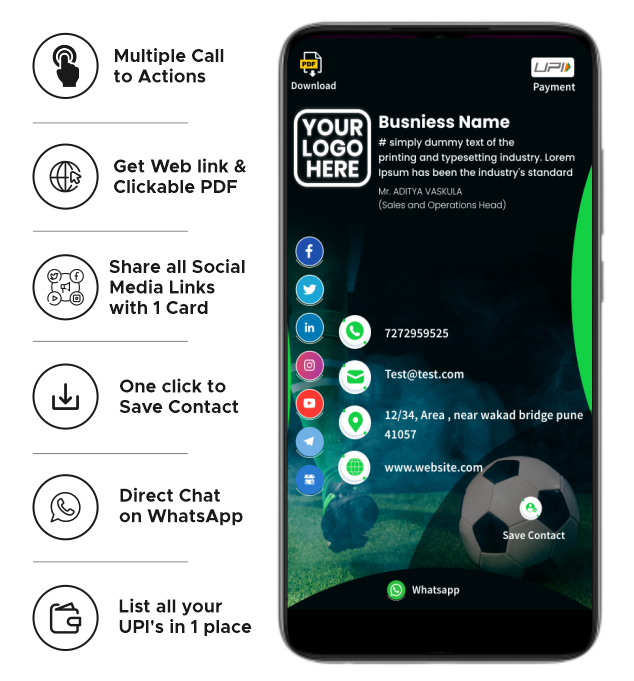 Multiple Call
to Actions
Get Web link &
Clickable PDF
Share all Social
Media Links
with 1 Card
One click to
Save Contact
Direct Chat
on WhatsApp
List all your
UPI's in 1 place
PDF
Download
UPI
Payment
YOUR
LOGO
HERE
Busniess Name
# simply dummy text of the
printing and typesetting industry. Lorem
Ipsum has been the industry's standard
Mr. ADITYA VASKULA
(Sales and Operations Head)
7272959525
Test@test.com
12/34, Area , near wakad bridge pune
41057
www.website.com
Save Contact
Whatsapp